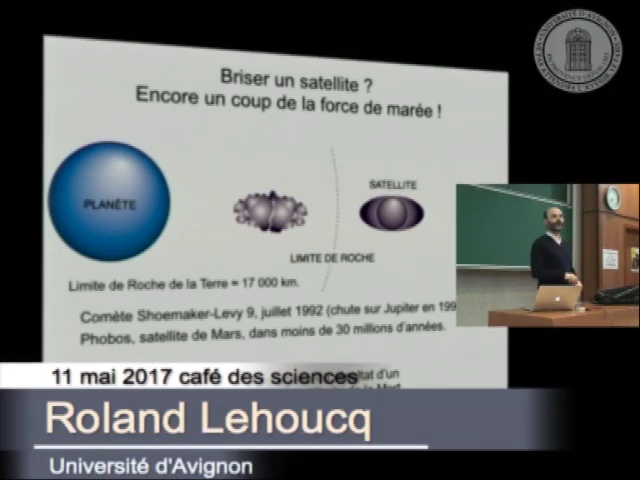 Briser un satellite ?
Encore un coup de la force de marée !
PLANÈTE
SATELLITE
LIMITE DE ROCHE
Limite de Roche de la Terre ≈ 17 000 km.
Comète Shoemaker-Levy 9, juillet 1992 (chute sur Jupiter en 199
Phobos, satellite de Mars, dans moins de 30 millions d'années.
11 mai 2017 café des sciences
Roland Lehoucq
Université d'Avignon